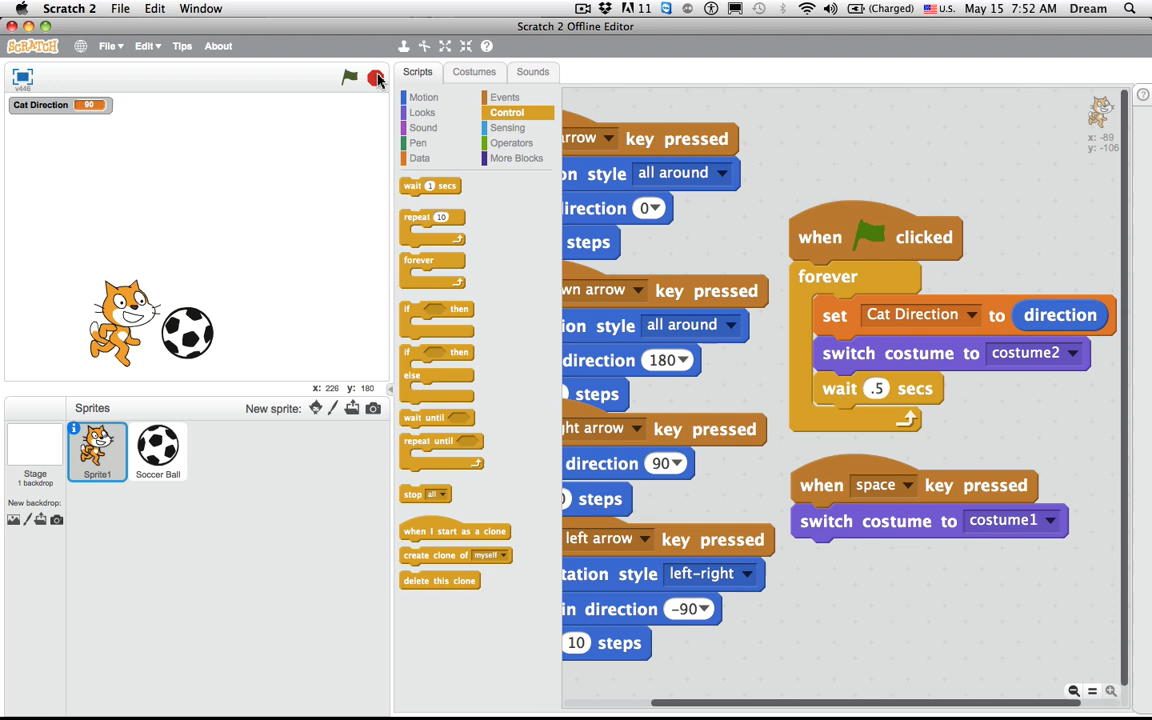 Scratch 2 File Edit Window 11 (Charged) U.S. May 15 7:52 AM Dream
Scratch 2 Offline Editor
SCRATCH File Edit Tips About
v446
Cat Direction 90
x: 226 y: 180
Sprites New sprite:
Stage
1 backdrop
New backdrop:
Sprite1
Soccer Ball
Scripts Costumes Sounds
Motion Events
Looks Control
Sound Sensing
Pen Operators
Data More Blocks
wait 1 secs
repeat 10
forever
if then
if then
else
wait until
repeat until
stop all
when I start as a clone
create clone of myself
delete this clone
rrow key pressed
on style all around
direction 0
steps
wn arrow key pressed
ion style all around
direction 180
steps
ht arrow key pressed
direction 90
steps
left arrow key pressed
tation style left-right
in direction -90
10 steps
x: -89
y: -106
when clicked
forever
set Cat Direction to direction
switch costume to costume2
wait .5 secs
when space key pressed
switch costume to costume1